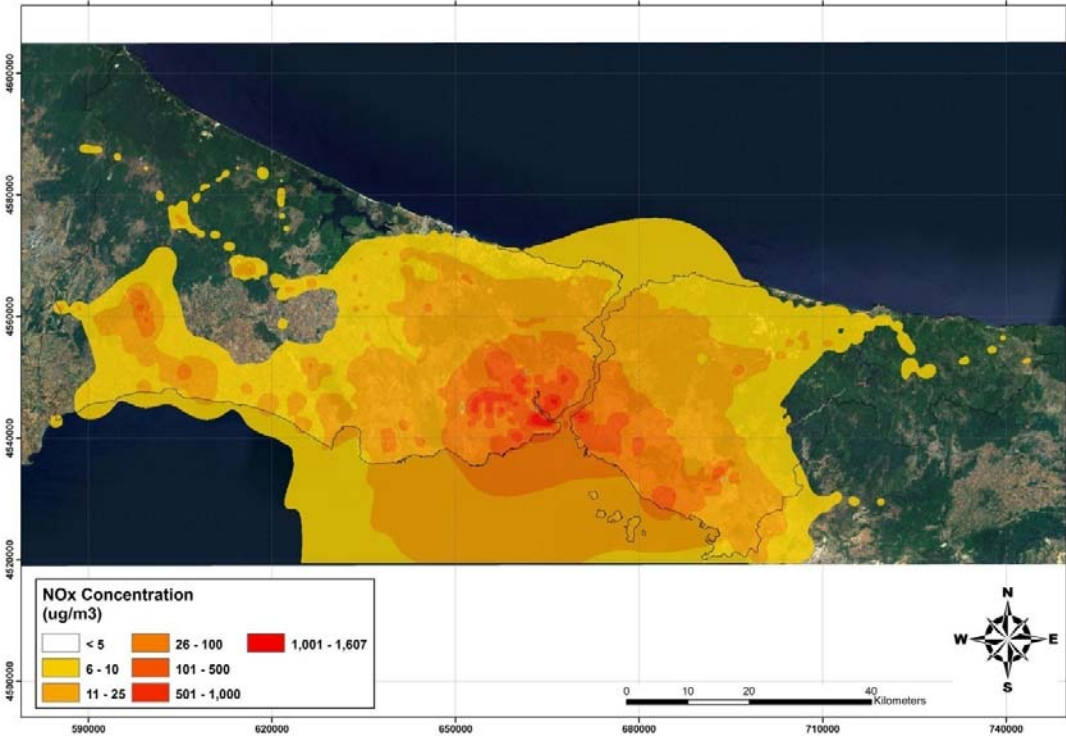 4600000
4580000
4560000
4540000
4520000
4500000
NOx Concentration
(ug/m3)
< 5
26 - 100
1,001 - 1,607
6 - 10
101 - 500
11 - 25
501 - 1,000
N
W
E
S
0
10
20
40
Kilometers
590000
620000
650000
680000
710000
740000